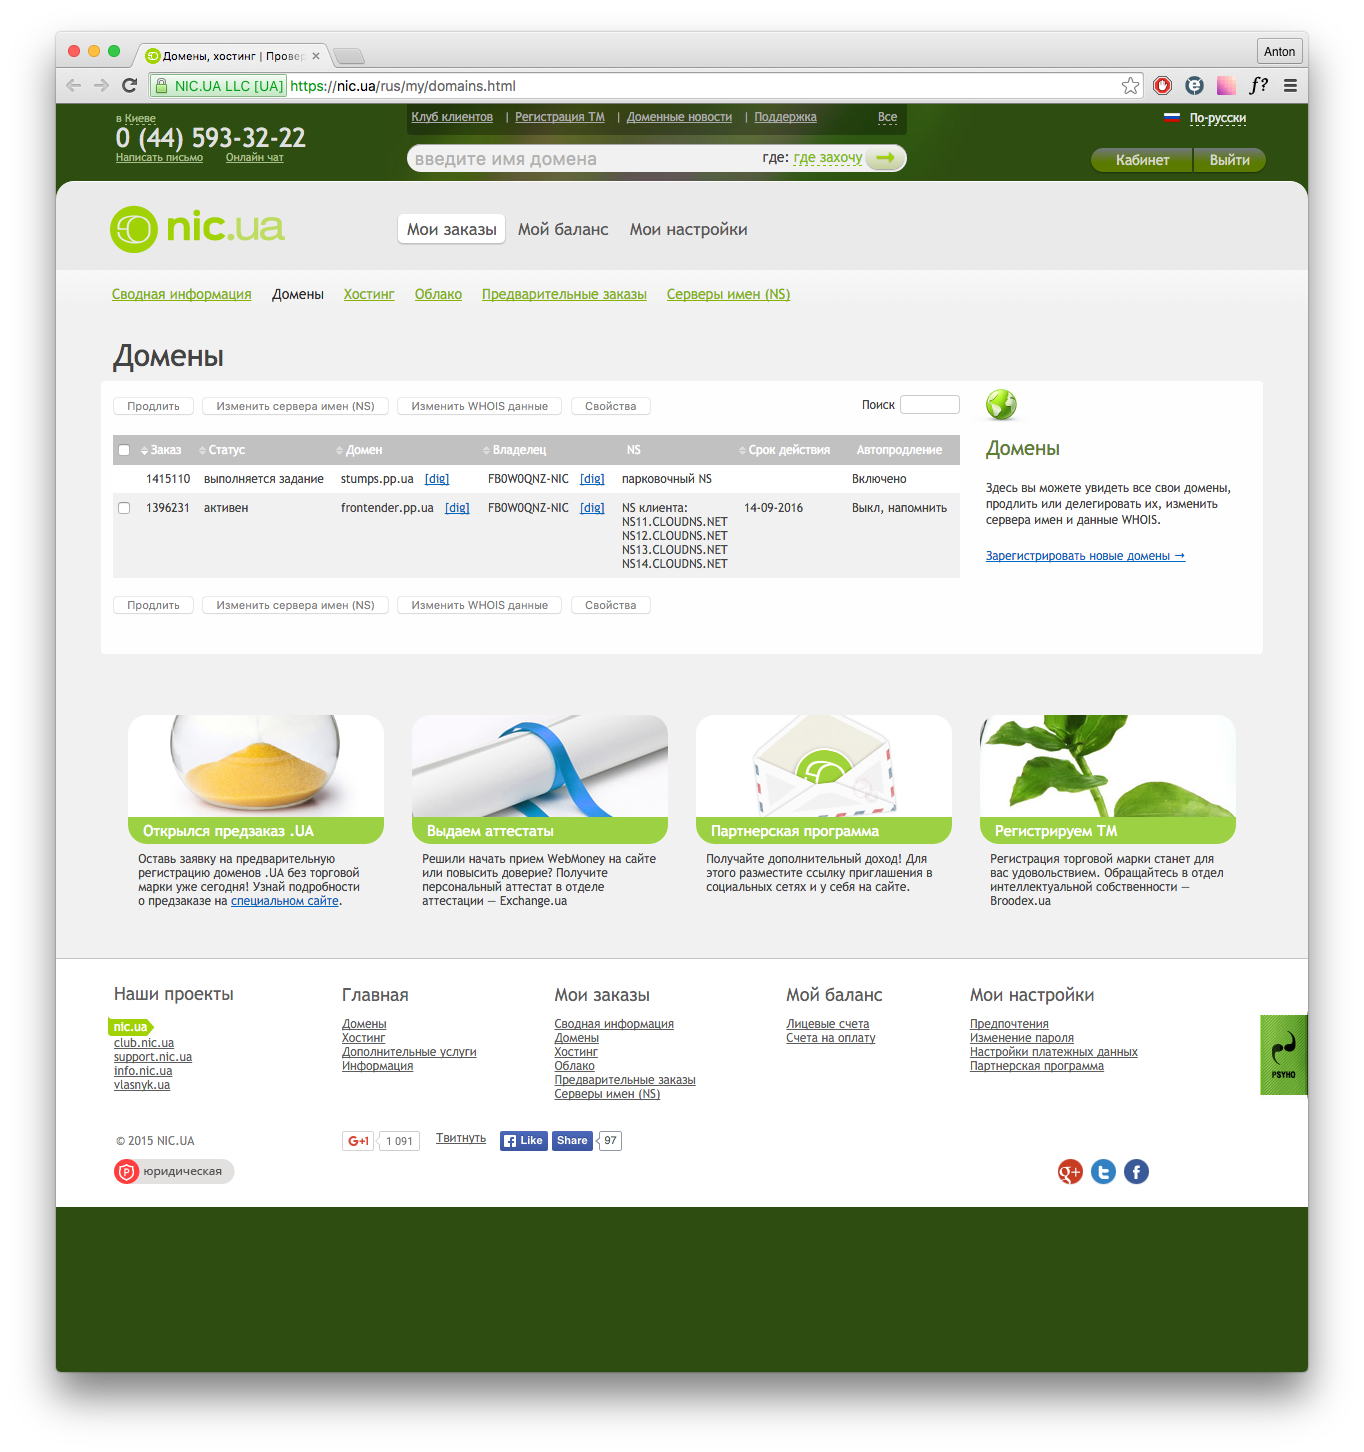 Домены, хостинг | Провер
Anton
NIC.UA LLC [UA] https://nic.ua/rus/my/domains.html
f?
в Киеве
0 (44) 593-32-22
Написать письмо Онлайн чат
Клуб клиентов | Регистрация ТМ | Доменные новости | Поддержка Все
введите имя домена где: где захочу
По-русски
Кабинет Выйти
nic.ua
Мои заказы Мой баланс Мои настройки
Сводная информация Домены Хостинг Облако Предварительные заказы Серверы имен (NS)
Домены
Продлить Изменить сервера имен (NS) Изменить WHOIS данные Свойства Поиск
Заказ Статус Домен Владелец NS Срок действия Автопродление
1415110 выполняется задание stumps.pp.ua [dig] FB0W0QNZ-NIC [dig] парковочный NS Включено
1396231 активен frontender.pp.ua [dig] FB0W0QNZ-NIC [dig] NS клиента: 14-09-2016 Выкл, напомнить
NS11.CLOUDNS.NET
NS12.CLOUDNS.NET
NS13.CLOUDNS.NET
NS14.CLOUDNS.NET
Продлить Изменить сервера имен (NS) Изменить WHOIS данные Свойства
Домены
Здесь вы можете увидеть все свои домены,
продлить или делегировать их, изменить
сервера имен и данные WHOIS.
Зарегистрировать новые домены →
Открылся предзаказ .UA
Оставь заявку на предварительную
регистрацию доменов .UA без торговой
марки уже сегодня! Узнай подробности
о предзаказе на специальном сайте.
Выдаем аттестаты
Решили начать прием WebMoney на сайте
или повысить доверие? Получите
персональный аттестат в отделе
аттестации — Exchange.ua
Партнерская программа
Получайте дополнительный доход! Для
этого разместите ссылку приглашения в
социальных сетях и у себя на сайте.
Регистрируем ТМ
Регистрация торговой марки станет для
вас удовольствием. Обращайтесь в отдел
интеллектуальной собственности —
Broodex.ua
Наши проекты
nic.ua
club.nic.ua
support.nic.ua
info.nic.ua
vlasnyk.ua
Главная
Домены
Хостинг
Дополнительные услуги
Информация
Мои заказы
Сводная информация
Домены
Хостинг
Облако
Предварительные заказы
Серверы имен (NS)
Мой баланс
Лицевые счета
Счета на оплату
Мои настройки
Предпочтения
Изменение пароля
Настройки платежных данных
Партнерская программа
PSYHO
© 2015 NIC.UA
G+1 1 091 Твитнуть Like Share 97
юридическая
g+ t f